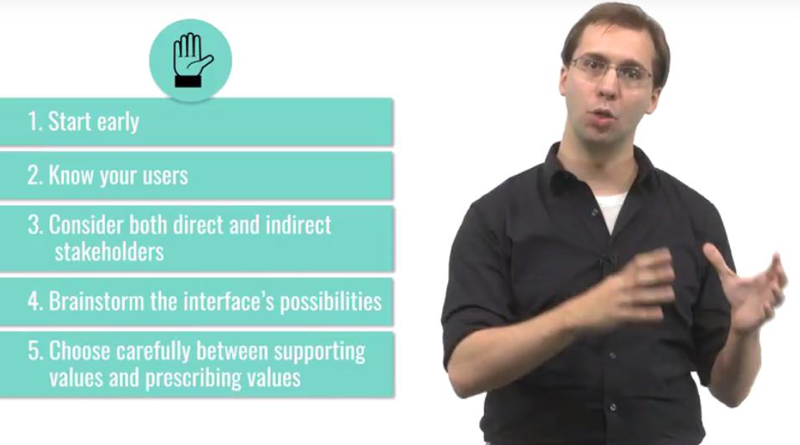 1. Start early
2. Know your users
3. Consider both direct and indirect
stakeholders
4. Brainstorm the interface's possibilities
5. Choose carefully between supporting
values and prescribing values